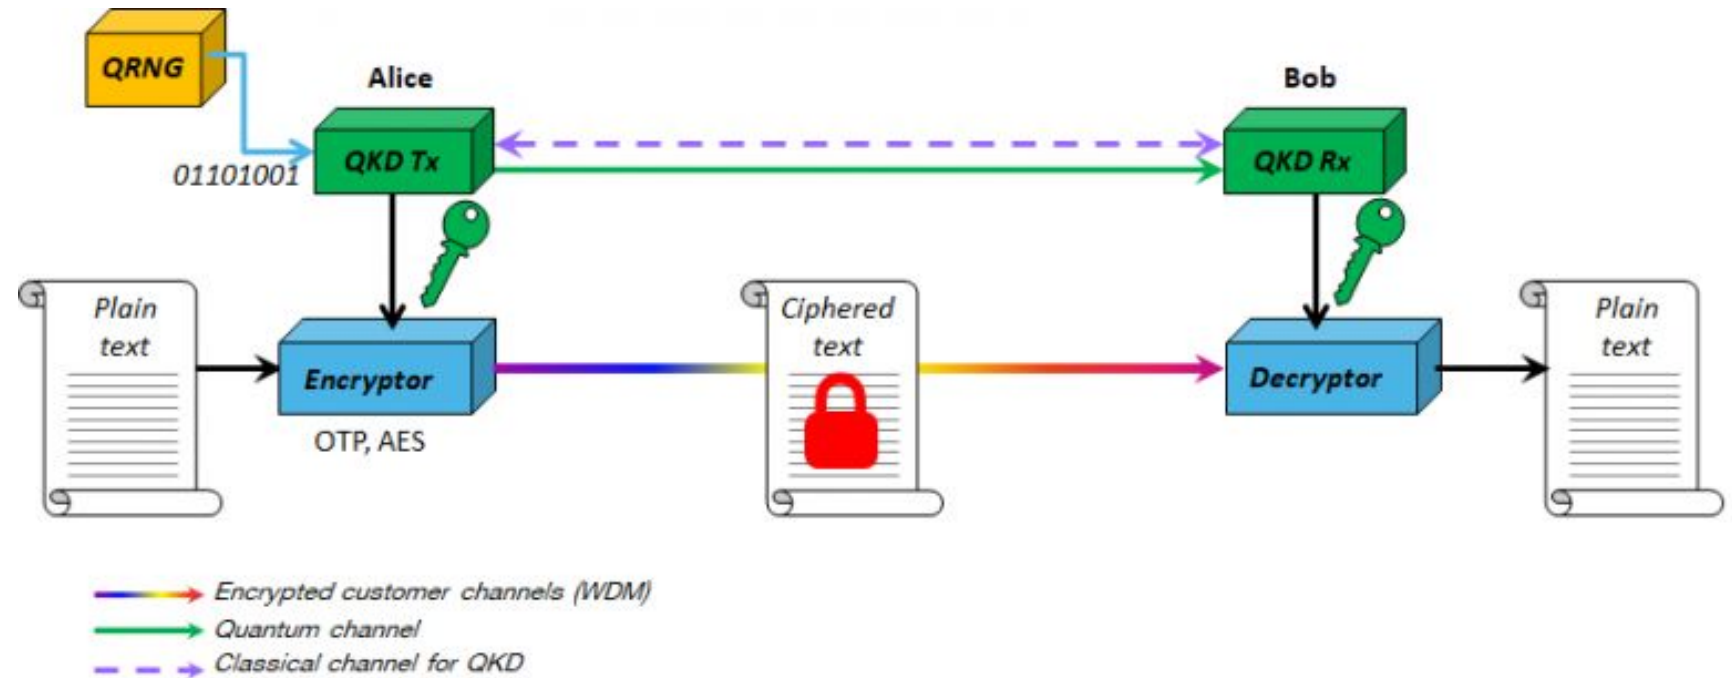 QRNG
Alice
Bob
QKD Tx
QKD Rx
01101001
Plain
text
Ciphered
text
Plain
text
Encryptor
Decryptor
OTP, AES
Encrypted customer channels (WDM)
Quantum channel
Classical channel for QKD